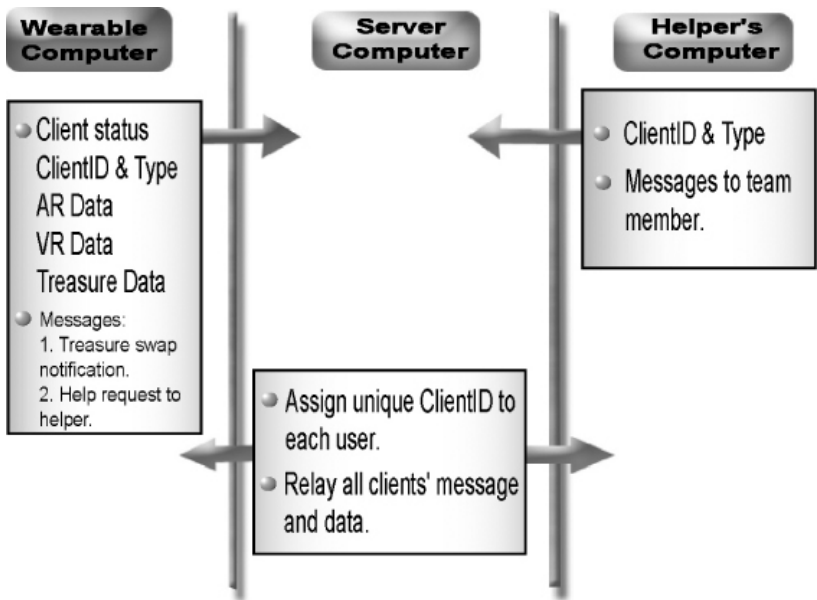 Wearable
Computer
Server
Computer
Helper's
Computer
Client status
ClientID & Type
AR Data
VR Data
Treasure Data
Messages:
1. Treasure swap
notification.
2. Help request to
helper.
ClientID & Type
Messages to team
member.
Assign unique ClientID to
each user.
Relay all clients' message
and data.